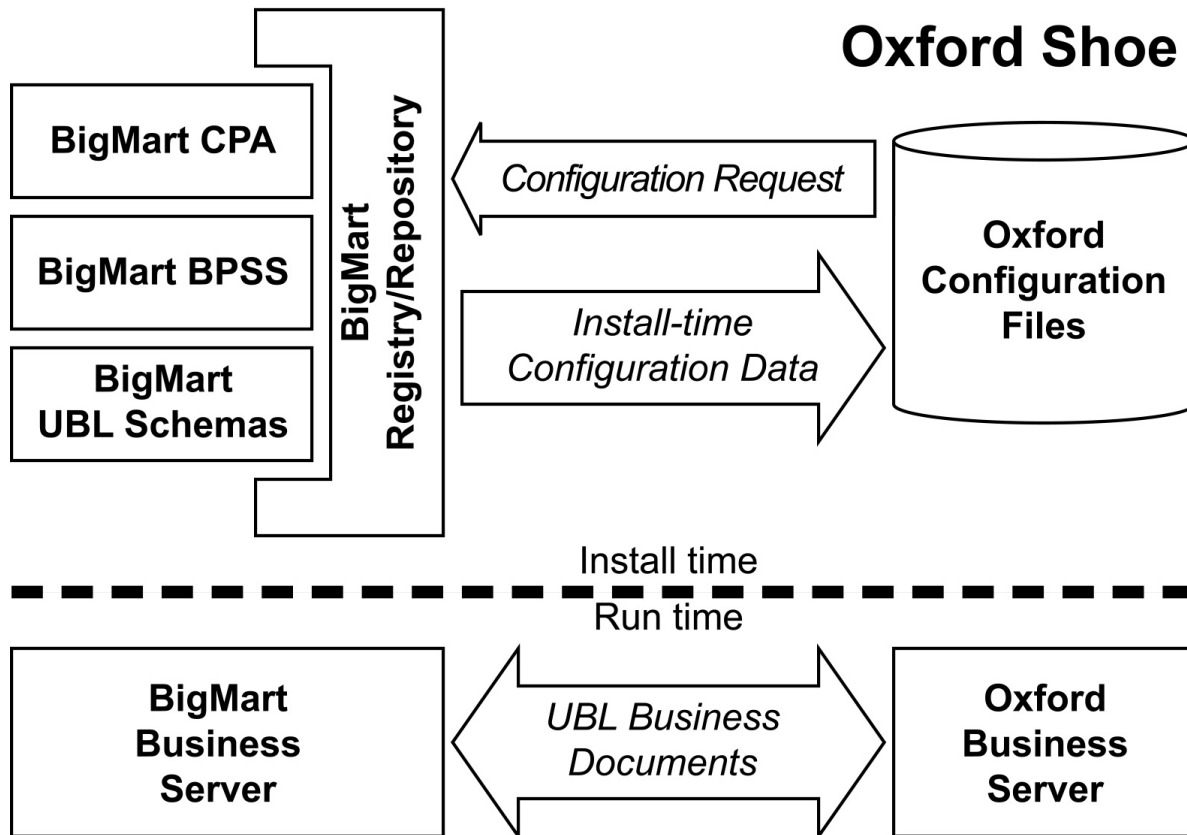 Oxford Shoe
BigMart CPA
BigMart BPSS
BigMart
UBL Schemas
BigMart
Registry/Repository
Configuration Request
Install-time
Configuration Data
Oxford
Configuration
Files
Install time
Run time
BigMart
Business
Server
UBL Business
Documents
Oxford
Business
Server